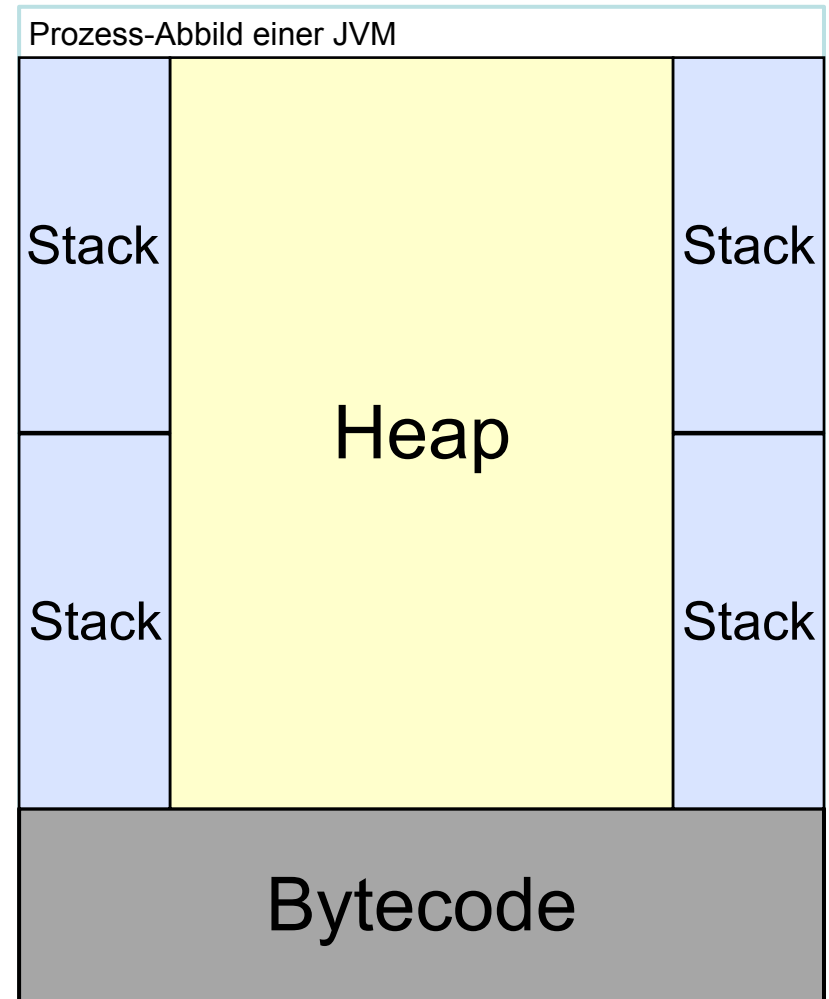 Prozess-Abbild einer JVM
Stack
Stack
Heap
Stack
Stack
Bytecode